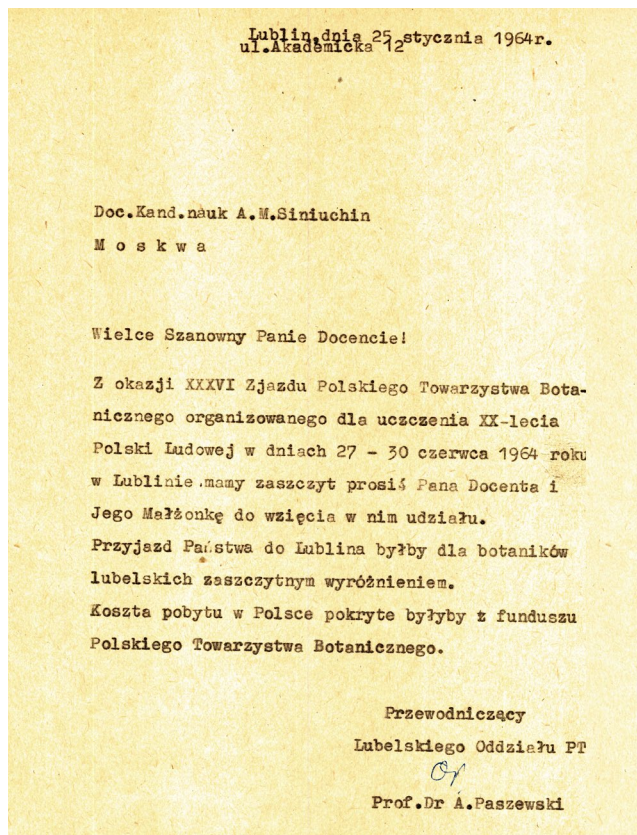 Lublin,dnia 25 stycznia 1964r.
ul.Akademicka 12
Doc.Kand.nauk A.M.Siniuchin
M o s k w a
Wielce Szanowny Panie Docencie!
Z okazji XXXVI Zjazdu Polskiego Towarzystwa Bota-
nicznego organizowanego dla uczczenia XX-lecia
Polski Ludowej w dniach 27 - 30 czerwca 1964 roku
w Lublinie mamy zaszczyt prosić Pana Docenta i
Jego Małżonkę do wzięcia w nim udziału.
Przyjazd Państwa do Lublina byłby dla botaników
lubelskich zaszczytnym wyróżnieniem.
Koszta pobytu w Polsce pokryte byłyby z funduszu
Polskiego Towarzystwa Botanicznego.
Przewodniczący
Lubelskiego Oddziału PT
Prof.Dr A.Paszewski